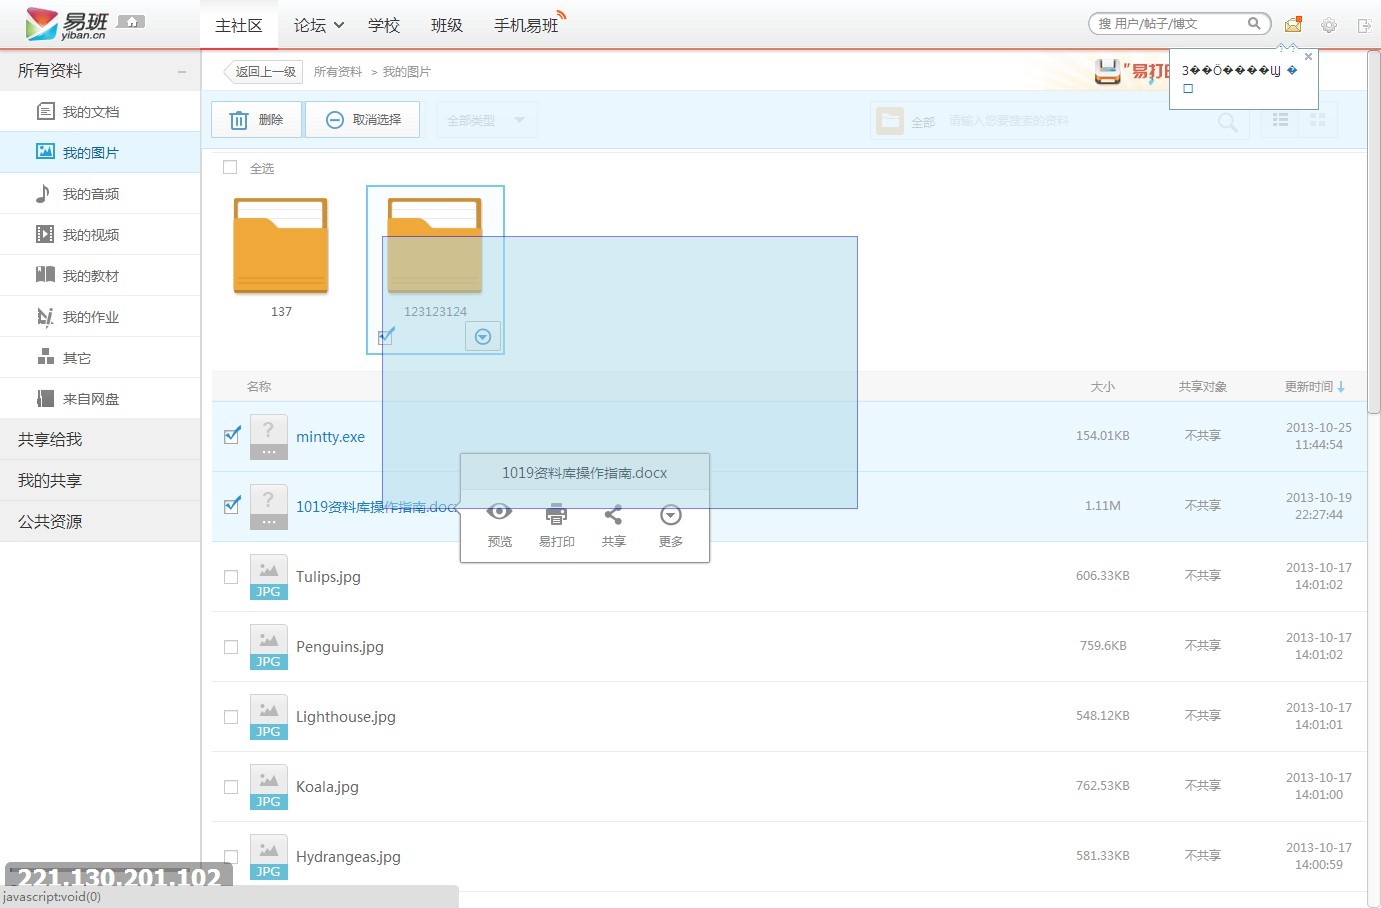 易班
yiban.cn
主社区
论坛
学校
班级
手机易班
搜 用户/帖子/博文
所有资料
返回上一级
所有资料 > 我的图片
"易打
3��Ö����Щ �
□
我的文档
我的图片
我的音频
我的视频
我的教材
我的作业
其它
来自网盘
共享给我
我的共享
公共资源
删除
取消选择
全部类型
全部
请输入您要搜索的资料
全选
137
123123124
名称
大小
共享对象
更新时间
mintty.exe
154.01KB
不共享
2013-10-25
11:44:54
1019资料库操作指南.docx
1.11M
不共享
2013-10-19
22:27:44
1019资料库操作指南.docx
预览
易打印
共享
更多
JPG
Tulips.jpg
606.33KB
不共享
2013-10-17
14:01:02
JPG
Penguins.jpg
759.6KB
不共享
2013-10-17
14:01:02
JPG
Lighthouse.jpg
548.12KB
不共享
2013-10-17
14:01:01
JPG
Koala.jpg
762.53KB
不共享
2013-10-17
14:01:00
JPG
Hydrangeas.jpg
581.33KB
不共享
2013-10-17
14:00:59
221.130.201.102
javascript:void(0)